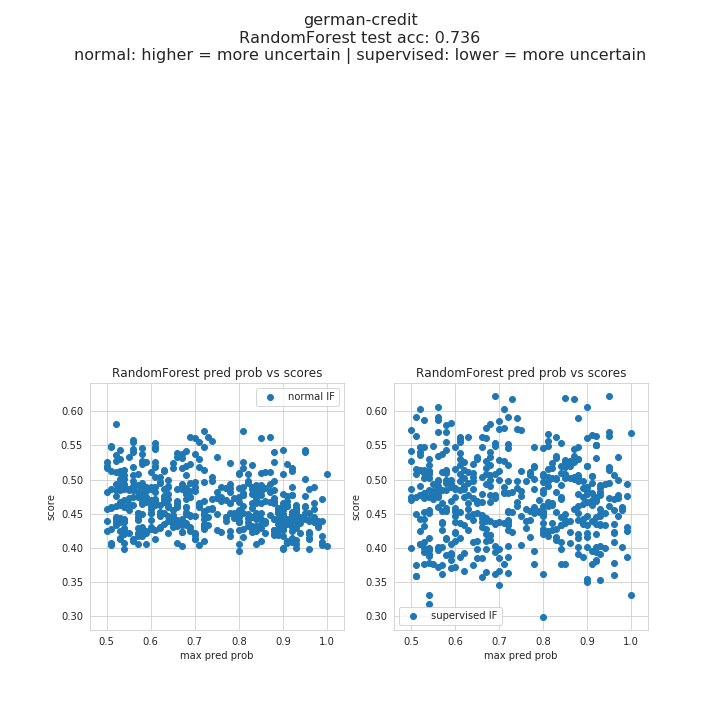 german-credit
RandomForest test acc: 0.736
normal: higher = more uncertain | supervised: lower = more uncertain
RandomForest pred prob vs scores
normal IF
score
0.60
0.55
0.50
0.45
0.40
0.35
0.30
0.5 0.6 0.7 0.8 0.9 1.0
max pred prob
RandomForest pred prob vs scores
supervised IF
score
0.60
0.55
0.50
0.45
0.40
0.35
0.30
0.5 0.6 0.7 0.8 0.9 1.0
max pred prob